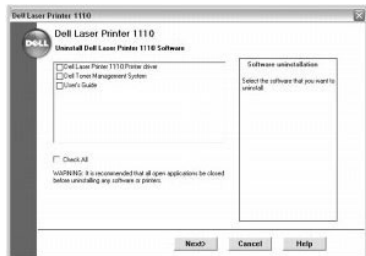 Dell Laser Printer 1110
DELL
Dell Laser Printer 1110
Uninstall Dell Laser Printer 1110 Software
Dell Laser Printer 1110 Printer driver
Dell Toner Management System
User's Guide
Software uninstallation
Select the software that you want to
uninstall.
Check All
WARNING: It is recommended that all open applications be closed
before uninstalling any software or printers.
Next>
Cancel
Help